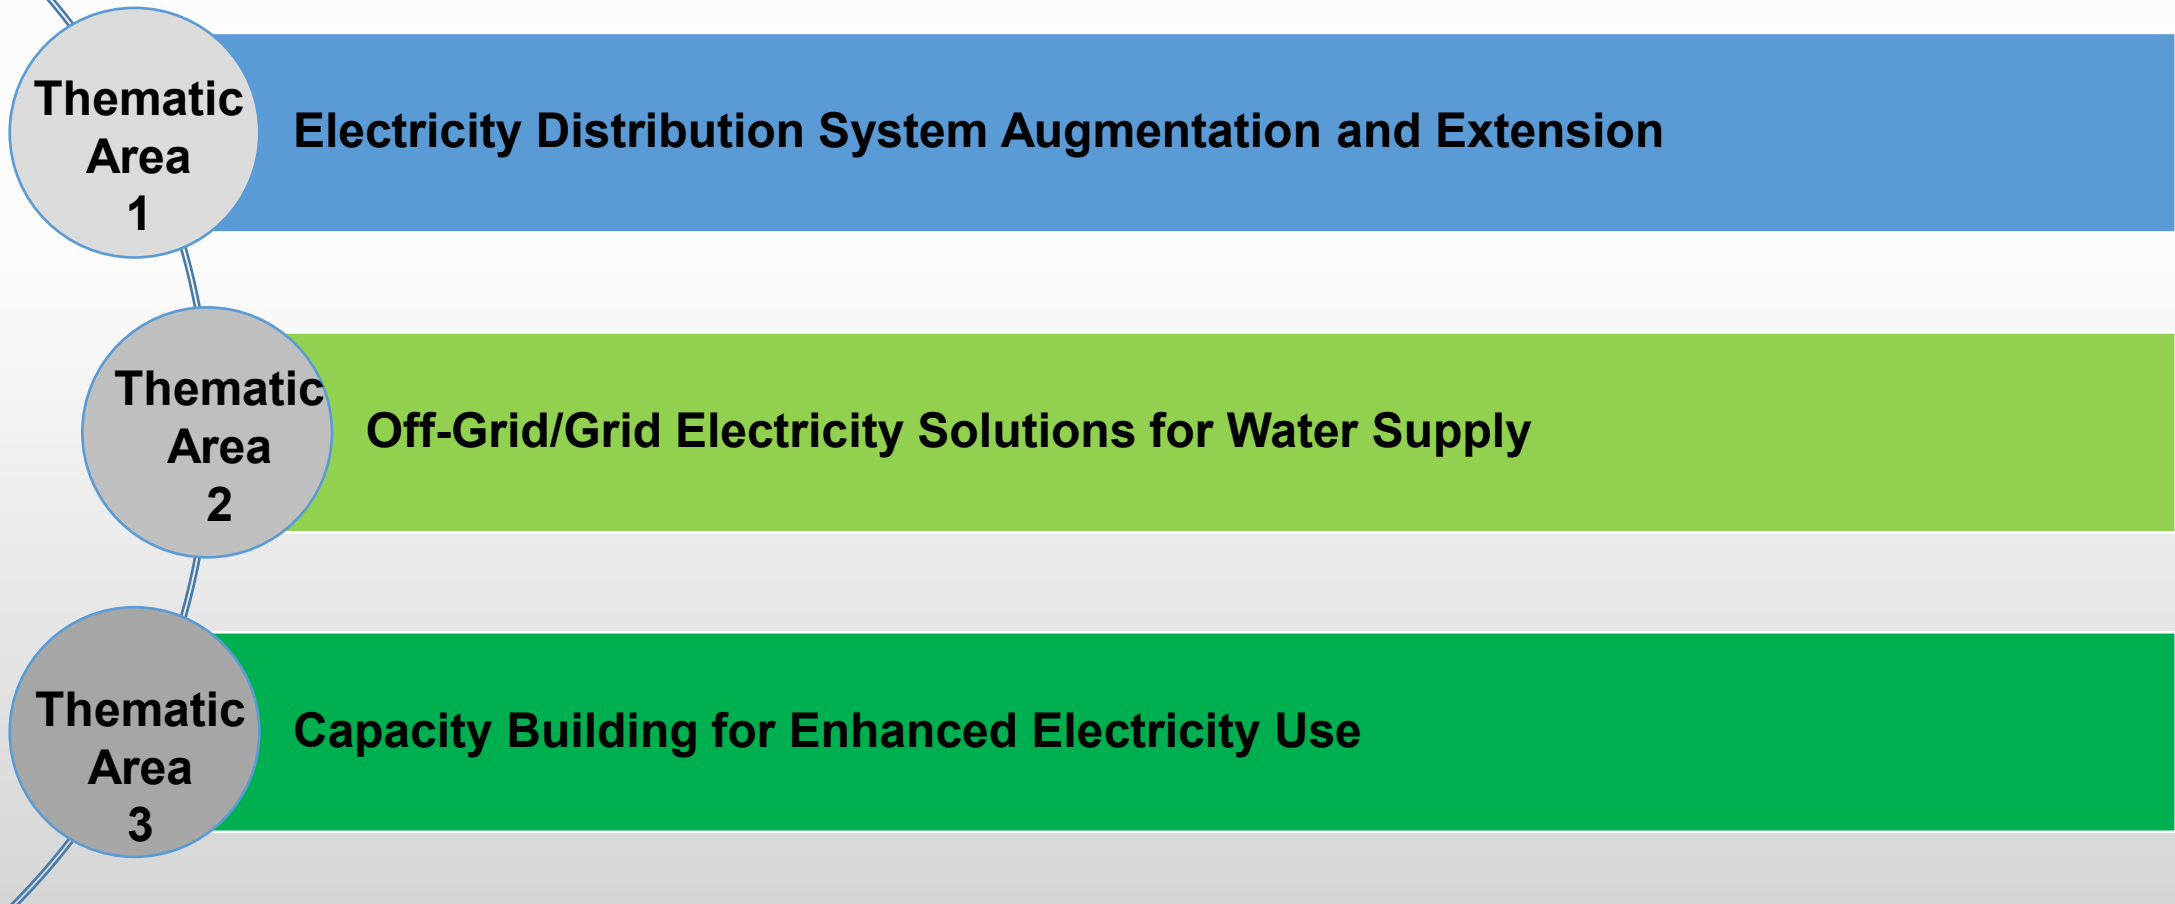 Thematic
Area
1
Electricity Distribution System Augmentation and Extension
Thematic
Area
2
Off-Grid/Grid Electricity Solutions for Water Supply
Thematic
Area
3
Capacity Building for Enhanced Electricity Use